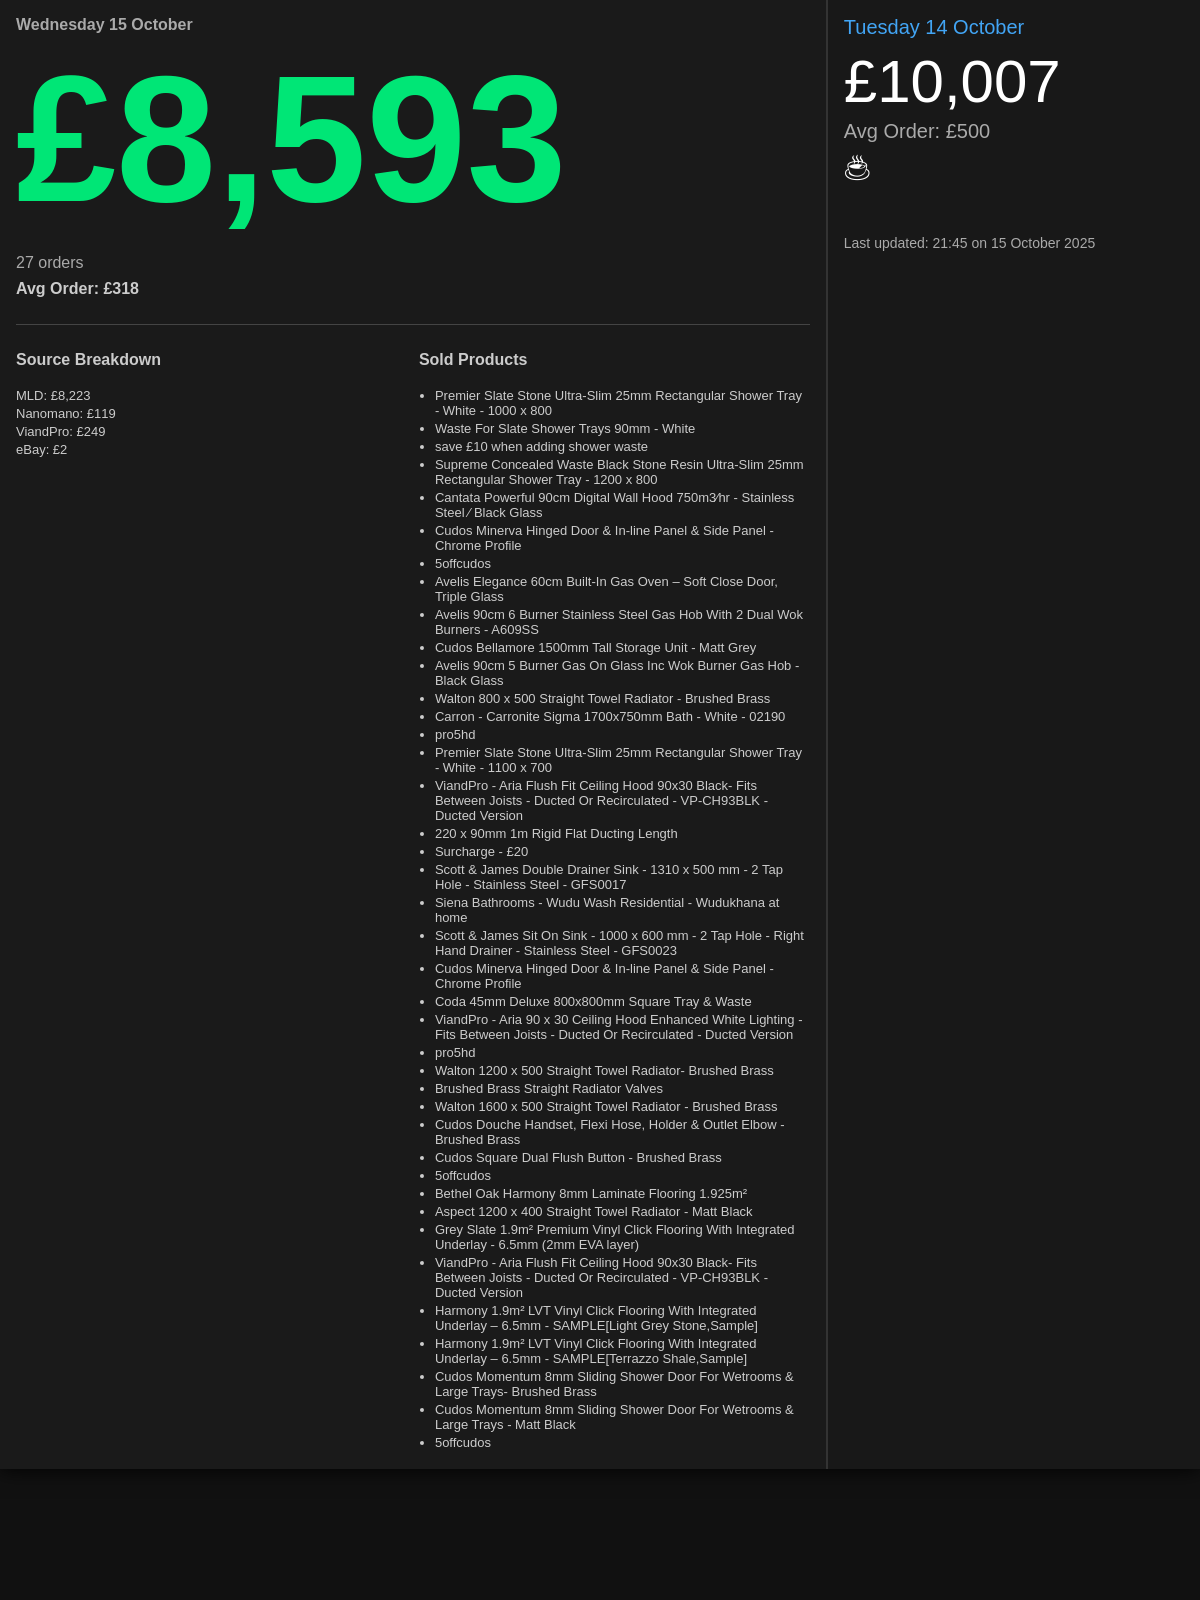 Wednesday 15 October
£8,593
27 orders
Avg Order: £318
Source Breakdown
MLD: £8,223
Nanomano: £119
ViandPro: £249
eBay: £2
Sold Products
Premier Slate Stone Ultra-Slim 25mm Rectangular Shower Tray
- White - 1000 x 800
Waste For Slate Shower Trays 90mm - White
save £10 when adding shower waste
Supreme Concealed Waste Black Stone Resin Ultra-Slim 25mm
Rectangular Shower Tray - 1200 x 800
Cantata Powerful 90cm Digital Wall Hood 750m3⁄hr - Stainless
Steel ⁄ Black Glass
Cudos Minerva Hinged Door & In-line Panel & Side Panel -
Chrome Profile
5offcudos
Avelis Elegance 60cm Built-In Gas Oven – Soft Close Door,
Triple Glass
Avelis 90cm 6 Burner Stainless Steel Gas Hob With 2 Dual Wok
Burners - A609SS
Cudos Bellamore 1500mm Tall Storage Unit - Matt Grey
Avelis 90cm 5 Burner Gas On Glass Inc Wok Burner Gas Hob -
Black Glass
Walton 800 x 500 Straight Towel Radiator - Brushed Brass
Carron - Carronite Sigma 1700x750mm Bath - White - 02190
pro5hd
Premier Slate Stone Ultra-Slim 25mm Rectangular Shower Tray
- White - 1100 x 700
ViandPro - Aria Flush Fit Ceiling Hood 90x30 Black- Fits
Between Joists - Ducted Or Recirculated - VP-CH93BLK -
Ducted Version
220 x 90mm 1m Rigid Flat Ducting Length
Surcharge - £20
Scott & James Double Drainer Sink - 1310 x 500 mm - 2 Tap
Hole - Stainless Steel - GFS0017
Siena Bathrooms - Wudu Wash Residential - Wudukhana at
home
Scott & James Sit On Sink - 1000 x 600 mm - 2 Tap Hole - Right
Hand Drainer - Stainless Steel - GFS0023
Cudos Minerva Hinged Door & In-line Panel & Side Panel -
Chrome Profile
Coda 45mm Deluxe 800x800mm Square Tray & Waste
ViandPro - Aria 90 x 30 Ceiling Hood Enhanced White Lighting -
Fits Between Joists - Ducted Or Recirculated - Ducted Version
pro5hd
Walton 1200 x 500 Straight Towel Radiator- Brushed Brass
Brushed Brass Straight Radiator Valves
Walton 1600 x 500 Straight Towel Radiator - Brushed Brass
Cudos Douche Handset, Flexi Hose, Holder & Outlet Elbow -
Brushed Brass
Cudos Square Dual Flush Button - Brushed Brass
5offcudos
Bethel Oak Harmony 8mm Laminate Flooring 1.925m²
Aspect 1200 x 400 Straight Towel Radiator - Matt Black
Grey Slate 1.9m² Premium Vinyl Click Flooring With Integrated
Underlay - 6.5mm (2mm EVA layer)
ViandPro - Aria Flush Fit Ceiling Hood 90x30 Black- Fits
Between Joists - Ducted Or Recirculated - VP-CH93BLK -
Ducted Version
Harmony 1.9m² LVT Vinyl Click Flooring With Integrated
Underlay – 6.5mm - SAMPLE[Light Grey Stone,Sample]
Harmony 1.9m² LVT Vinyl Click Flooring With Integrated
Underlay – 6.5mm - SAMPLE[Terrazzo Shale,Sample]
Cudos Momentum 8mm Sliding Shower Door For Wetrooms &
Large Trays- Brushed Brass
Cudos Momentum 8mm Sliding Shower Door For Wetrooms &
Large Trays - Matt Black
5offcudos
Tuesday 14 October
£10,007
Avg Order: £500
Last updated: 21:45 on 15 October 2025